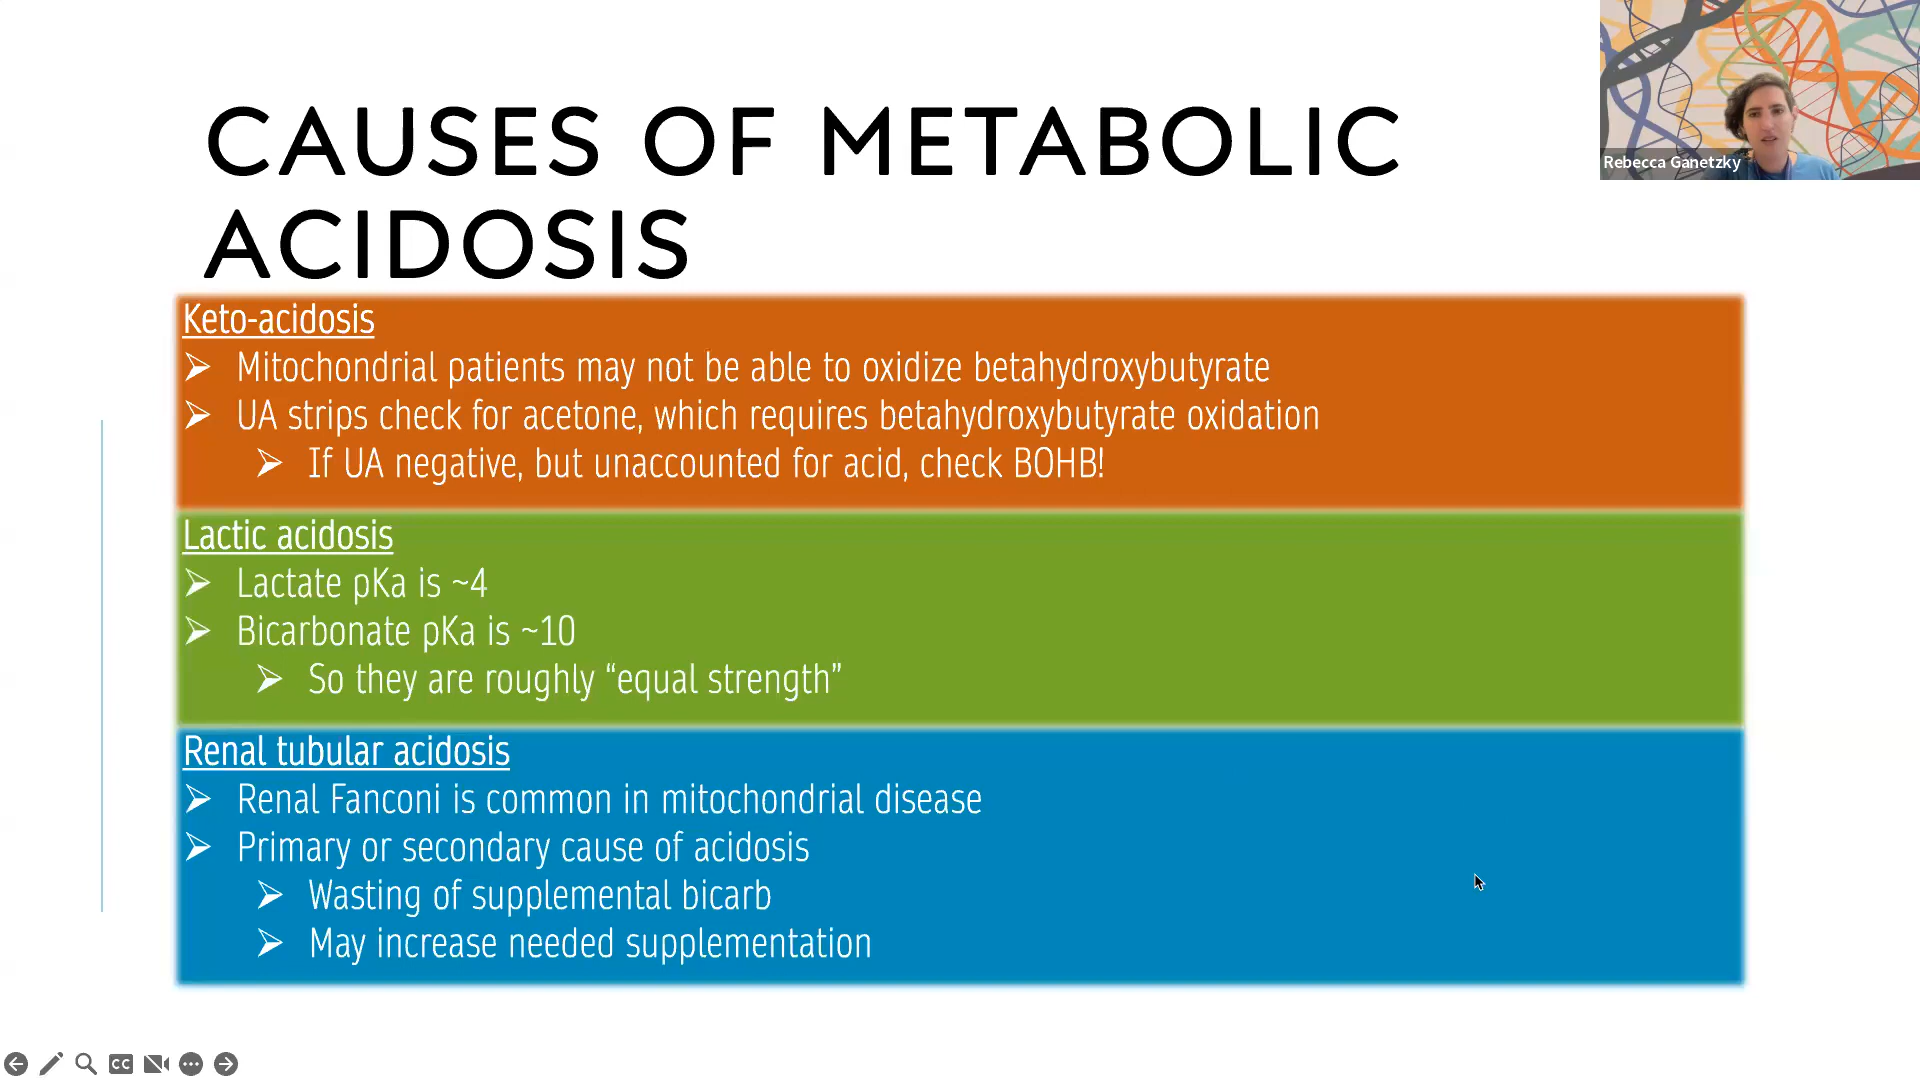 CAUSES OF METABOLIC
ACIDOSIS
Rebecca Ganetzky
Keto-acidosis
Mitochondrial patients may not be able to oxidize betahydroxybutyrate
UA strips check for acetone, which requires betahydroxybutyrate oxidation
If UA negative, but unaccounted for acid, check BOHB!
Lactic acidosis
Lactate pKa is ~4
Bicarbonate pKa is ~10
So they are roughly “equal strength”
Renal tubular acidosis
Renal Fanconi is common in mitochondrial disease
Primary or secondary cause of acidosis
Wasting of supplemental bicarb
May increase needed supplementation
CC